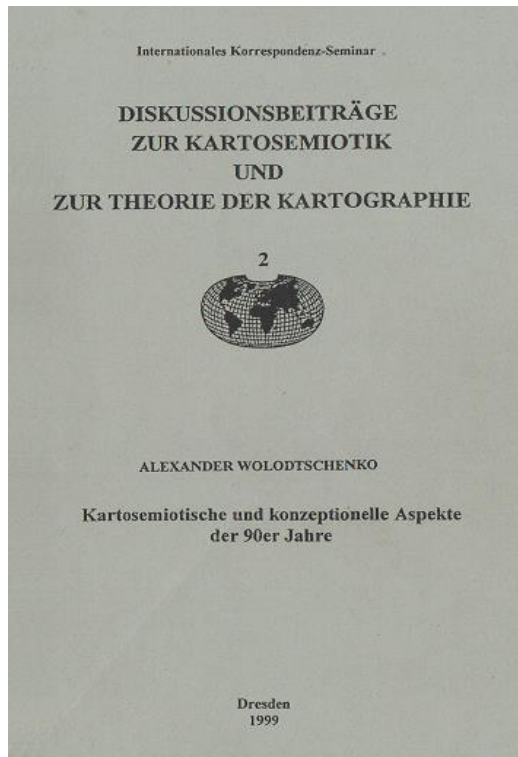 Internationales Korrespondenz-Seminar
DISKUSSIONSBEITRÄGE
ZUR KARTOSEMIOTIK
UND
ZUR THEORIE DER KARTOGRAPHIE
2
ALEXANDER WOLODTSCHENKO
Kartosemiotische und konzeptionelle Aspekte
der 90er Jahre
Dresden
1999